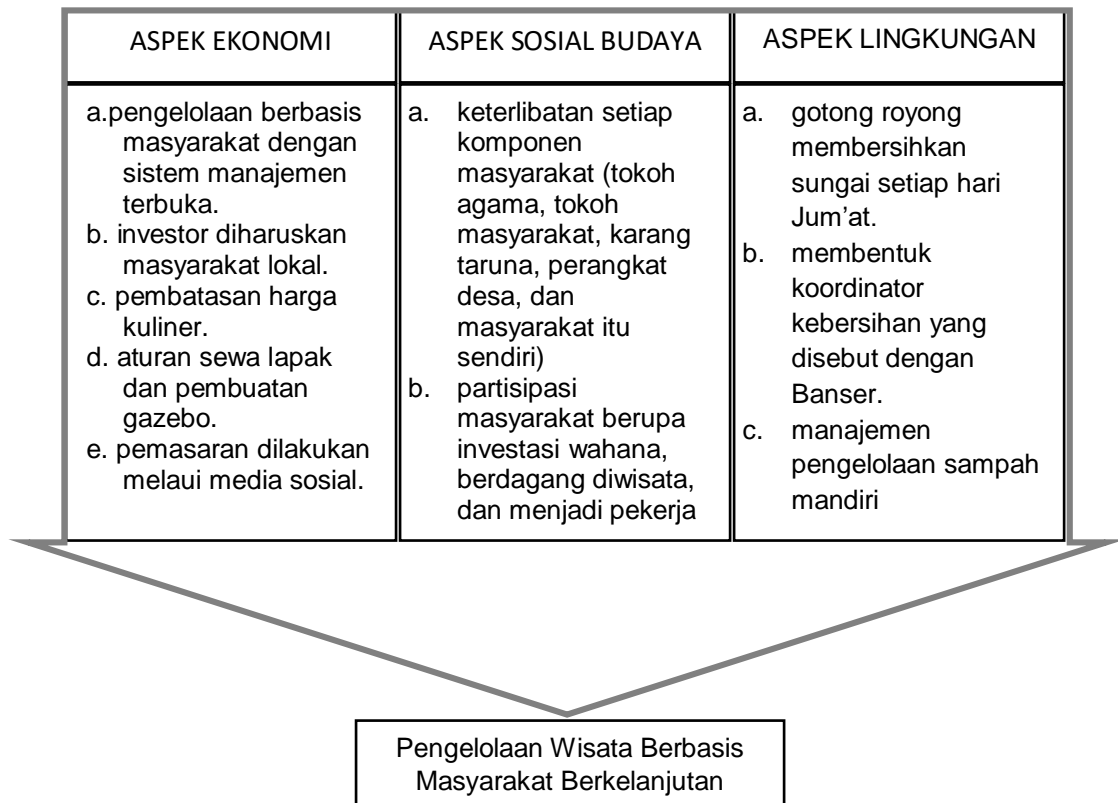 ASPEK EKONOMI
a.pengelolaan berbasis
masyarakat dengan
sistem manajemen
terbuka.
b. investor diharuskan
masyarakat lokal.
c. pembatasan harga
kuliner.
d. aturan sewa lapak
dan pembuatan
gazebo.
e. pemasaran dilakukan
melaui media sosial.
ASPEK SOSIAL BUDAYA
a. keterlibatan setiap
komponen
masyarakat (tokoh
agama, tokoh
masyarakat, karang
taruna, perangkat
desa, dan
masyarakat itu
sendiri)
b. partisipasi
masyarakat berupa
investasi wahana,
berdagang diwisata,
dan menjadi pekerja
ASPEK LINGKUNGAN
a. gotong royong
membersihkan
sungai setiap hari
Jum’at.
b. membentuk
koordinator
kebersihan yang
disebut dengan
Banser.
c. manajemen
pengelolaan sampah
mandiri
Pengelolaan Wisata Berbasis
Masyarakat Berkelanjutan